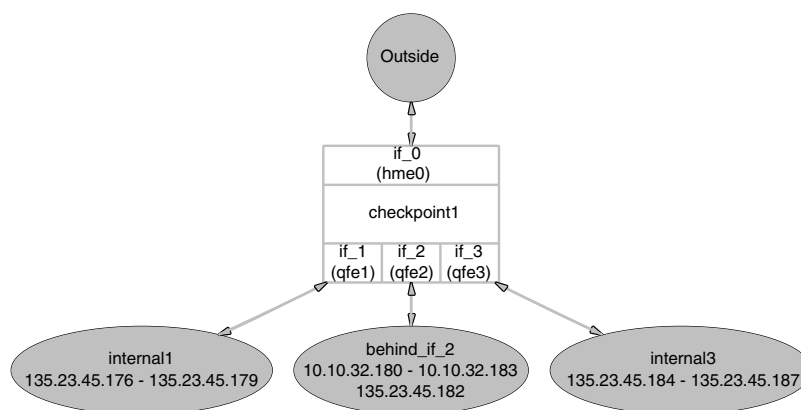 Outside
if_0
(hme0)
checkpoint1
if_1
(qfe1)
if_2
(qfe2)
if_3
(qfe3)
internal1
135.23.45.176 - 135.23.45.179
behind_if_2
10.10.32.180 - 10.10.32.183
135.23.45.182
internal3
135.23.45.184 - 135.23.45.187